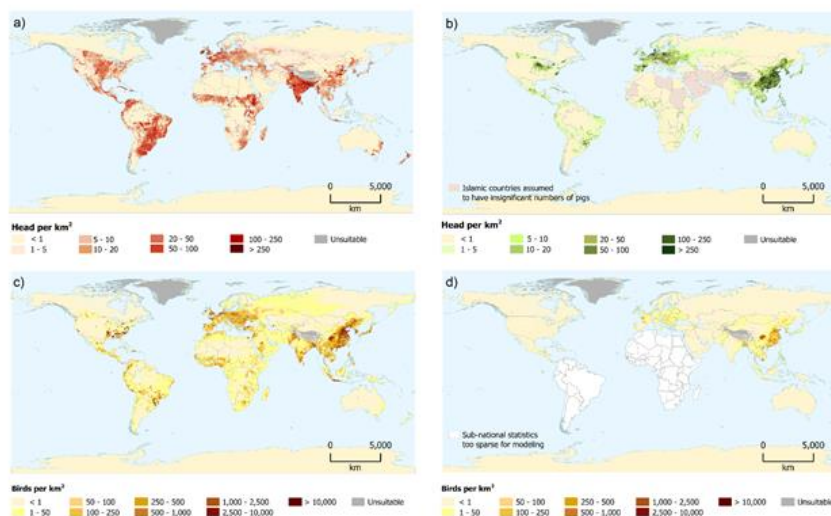 a)
0 5,000
km
Head per km²
< 1
1 - 5
5 - 10
10 - 20
20 - 50
50 - 100
100 - 250
> 250
Unsuitable
b)
Islamic countries assumed
to have insignificant numbers of pigs
0 5,000
km
Head per km²
< 1
1 - 5
5 - 10
10 - 20
20 - 50
50 - 100
100 - 250
> 250
Unsuitable
c)
0 5,000
km
Birds per km²
< 1
1 - 50
50 - 100
100 - 250
250 - 500
500 - 1,000
1,000 - 2,500
2,500 - 10,000
> 10,000
Unsuitable
d)
Sub-national statistics
too sparse for modeling
0 5,000
km
Birds per km²
< 1
1 - 50
50 - 100
100 - 250
250 - 500
500 - 1,000
1,000 - 2,500
2,500 - 10,000
> 10,000
Unsuitable